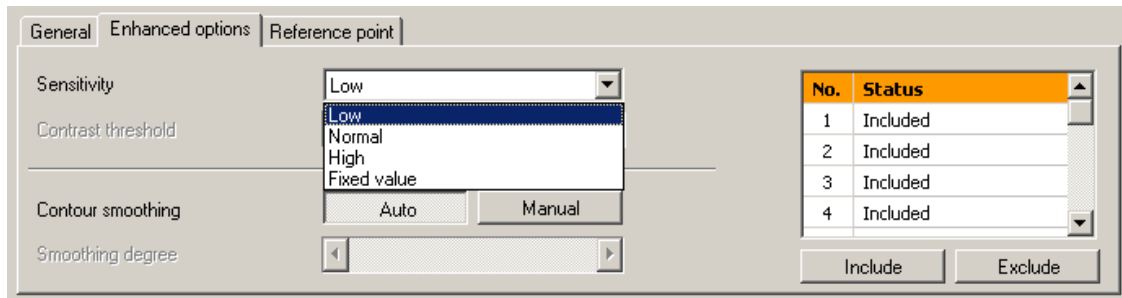 General Enhanced options Reference point
Sensitivity Low
Low
Normal
High
Fixed value
Contrast threshold
Contour smoothing Auto Manual
Smoothing degree
No. Status
1 Included
2 Included
3 Included
4 Included
Include Exclude